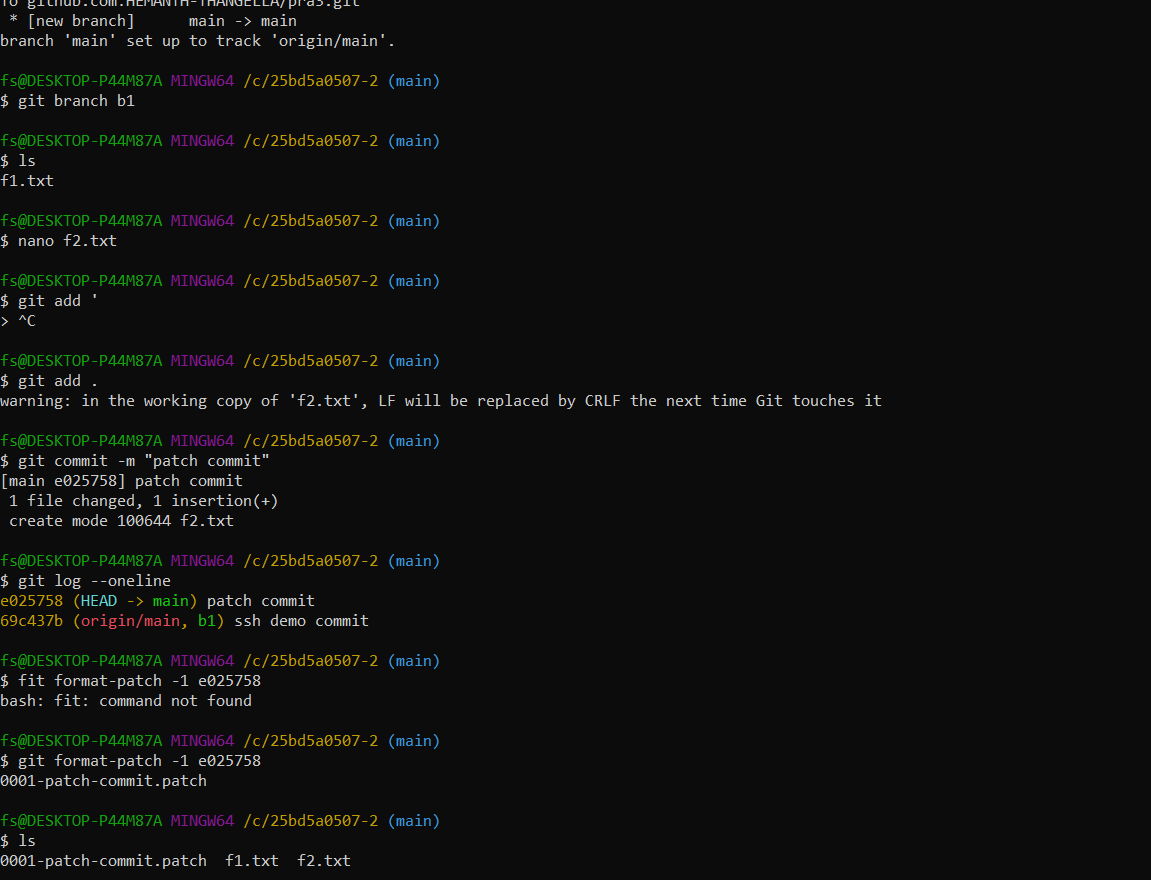 To github.com:HEMANTH-THANGELLA/pra3.git
 * [new branch]      main -> main
branch 'main' set up to track 'origin/main'.
fs@DESKTOP-P44M87A MINGW64 /c/25bd5a0507-2 (main)
$ git branch b1
fs@DESKTOP-P44M87A MINGW64 /c/25bd5a0507-2 (main)
$ ls
f1.txt
fs@DESKTOP-P44M87A MINGW64 /c/25bd5a0507-2 (main)
$ nano f2.txt
fs@DESKTOP-P44M87A MINGW64 /c/25bd5a0507-2 (main)
$ git add '
> ^C
fs@DESKTOP-P44M87A MINGW64 /c/25bd5a0507-2 (main)
$ git add .
warning: in the working copy of 'f2.txt', LF will be replaced by CRLF the next time Git touches it
fs@DESKTOP-P44M87A MINGW64 /c/25bd5a0507-2 (main)
$ git commit -m "patch commit"
[main e025758] patch commit
 1 file changed, 1 insertion(+)
 create mode 100644 f2.txt
fs@DESKTOP-P44M87A MINGW64 /c/25bd5a0507-2 (main)
$ git log --oneline
e025758 (HEAD -> main) patch commit
69c437b (origin/main, b1) ssh demo commit
fs@DESKTOP-P44M87A MINGW64 /c/25bd5a0507-2 (main)
$ fit format-patch -1 e025758
bash: fit: command not found
fs@DESKTOP-P44M87A MINGW64 /c/25bd5a0507-2 (main)
$ git format-patch -1 e025758
0001-patch-commit.patch
fs@DESKTOP-P44M87A MINGW64 /c/25bd5a0507-2 (main)
$ ls
0001-patch-commit.patch  f1.txt  f2.txt